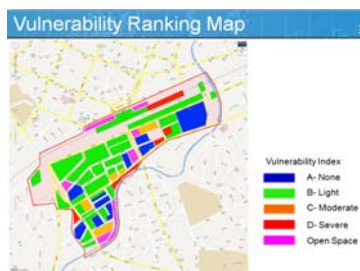 Vulnerability Ranking Map
Vulnerability Index
A- None
B- Light
C- Moderate
D- Severe
Open Space